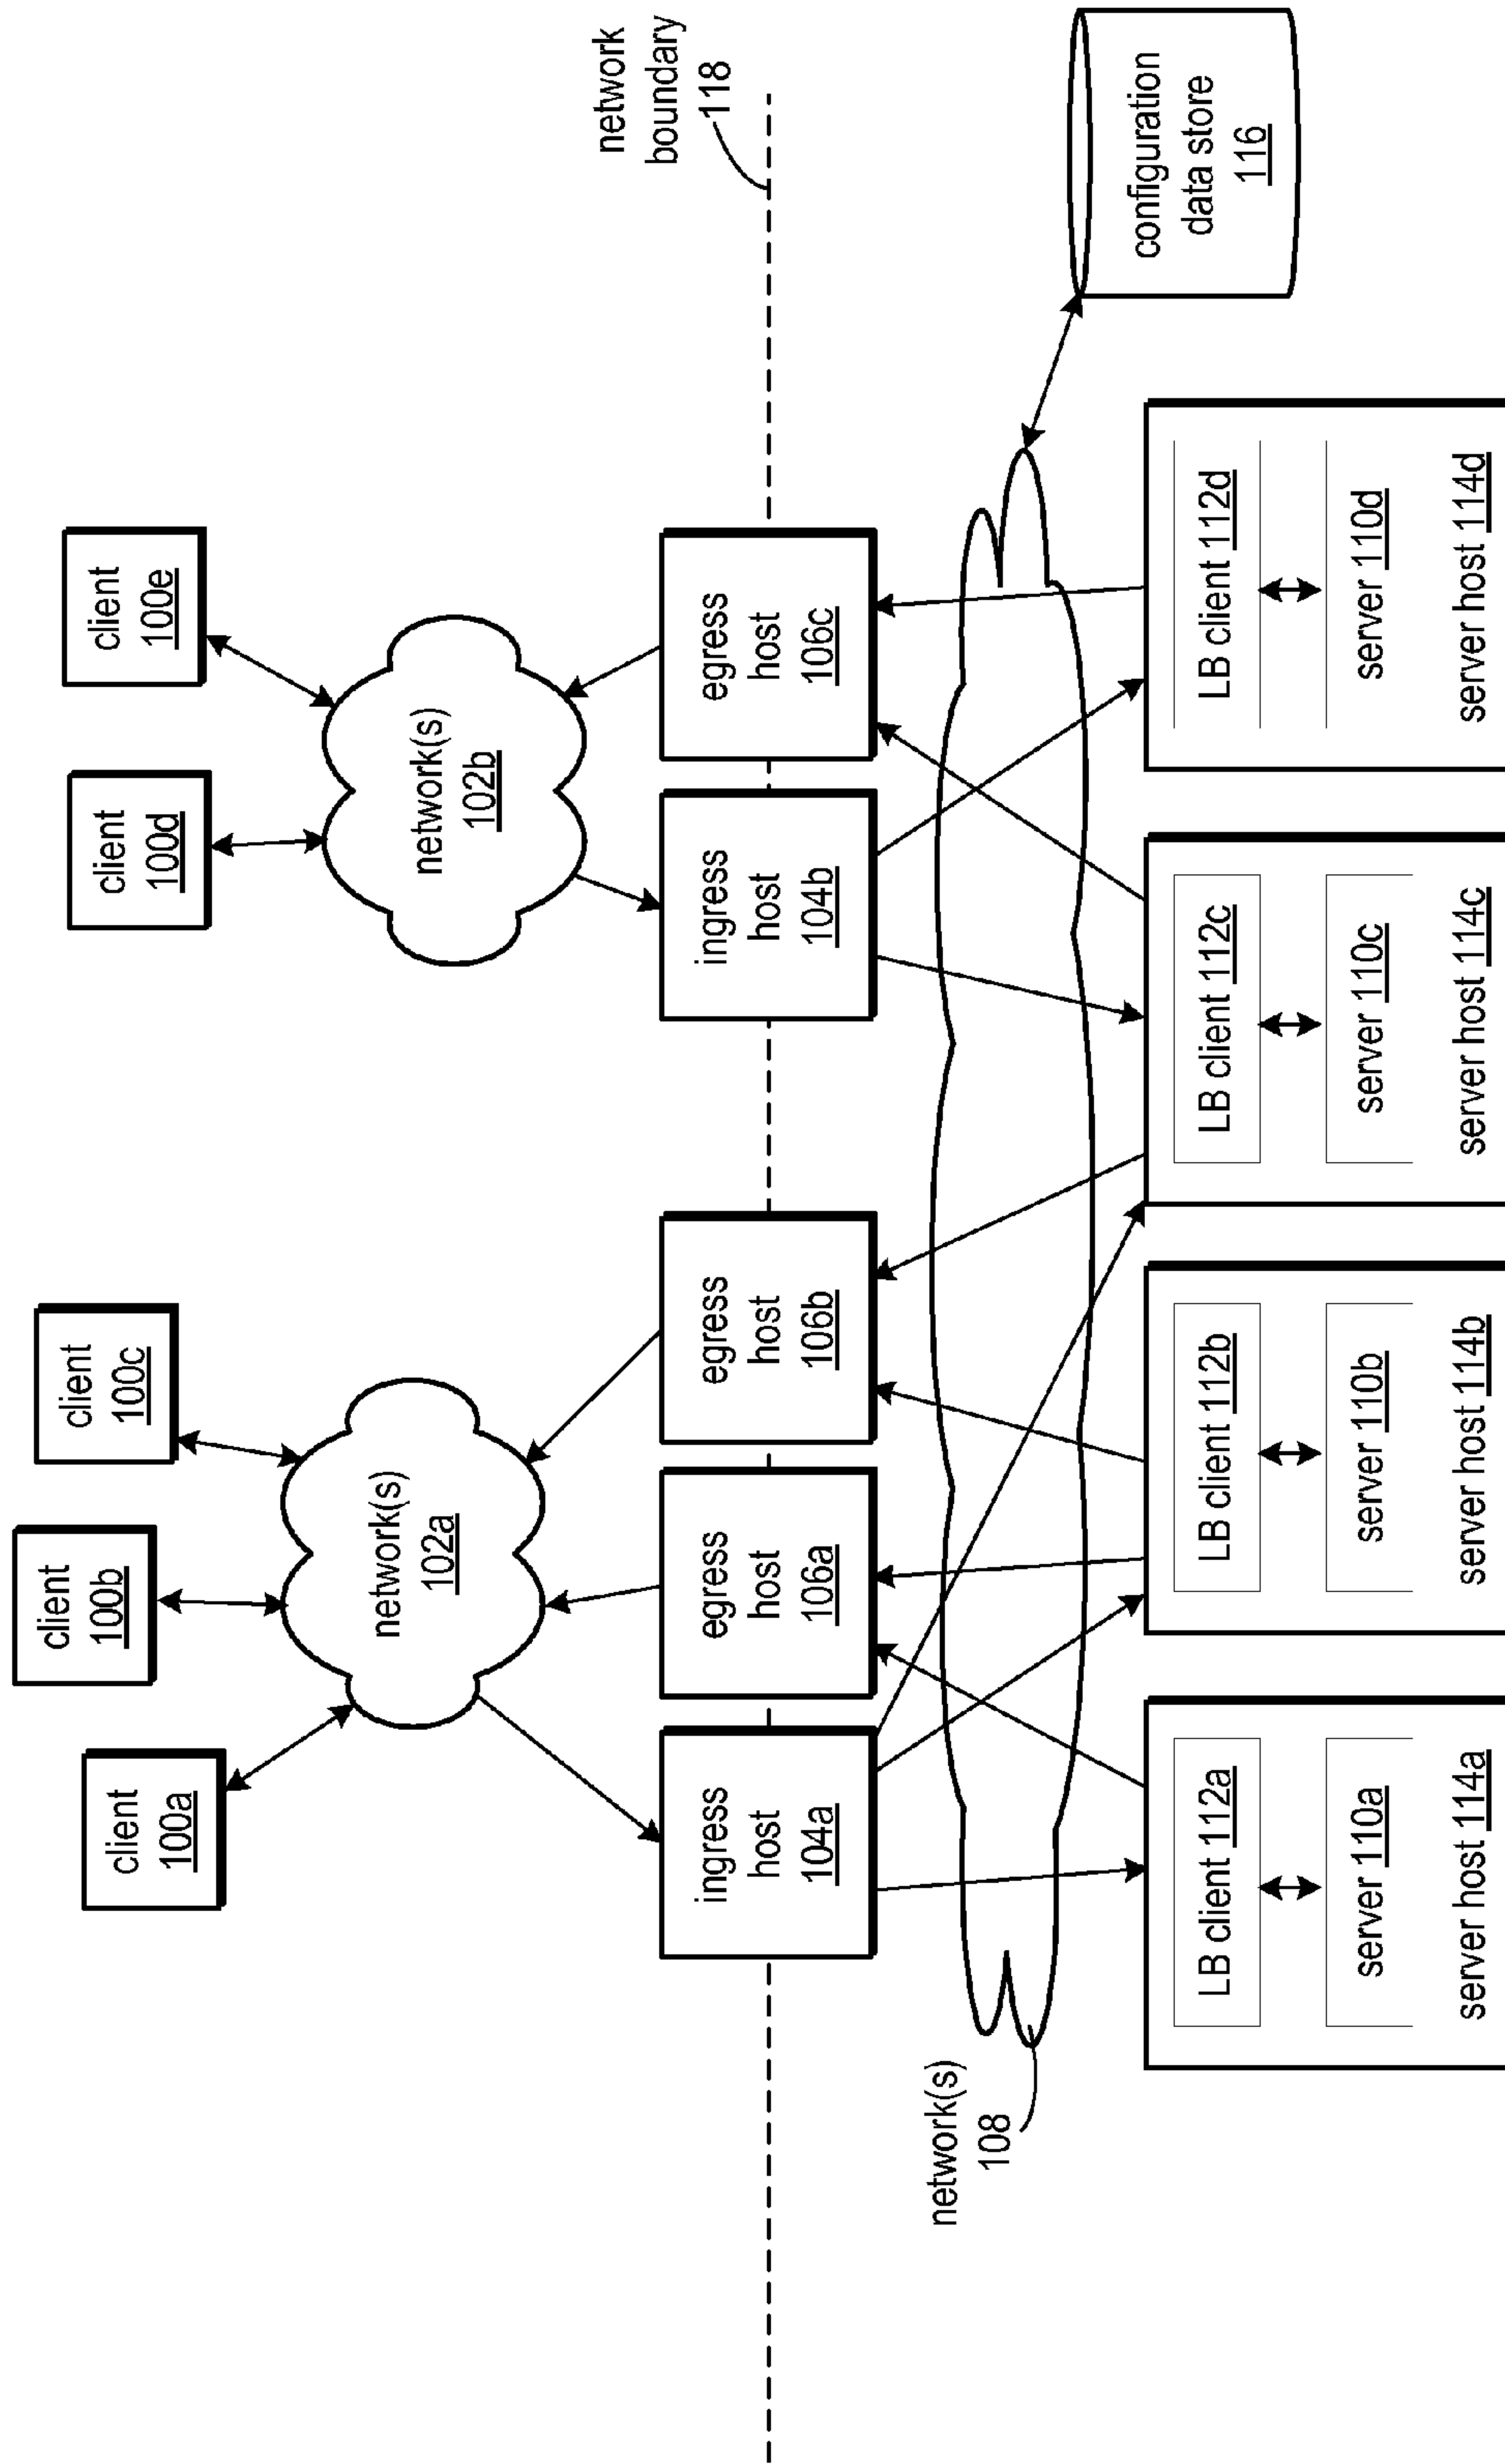 client
100a
client
100b
client
100c
client
100d
client
100e
network(s)
102a
network(s)
102b
network
boundary
118
ingress
host
104a
egress
host
106a
egress
host
106b
ingress
host
104b
egress
host
106c
network(s)
108
configuration
data store
116
LB client 112a
server 110a
server host 114a
LB client 112b
server 110b
server host 114b
LB client 112c
server 110c
server host 114c
LB client 112d
server 110d
server host 114d